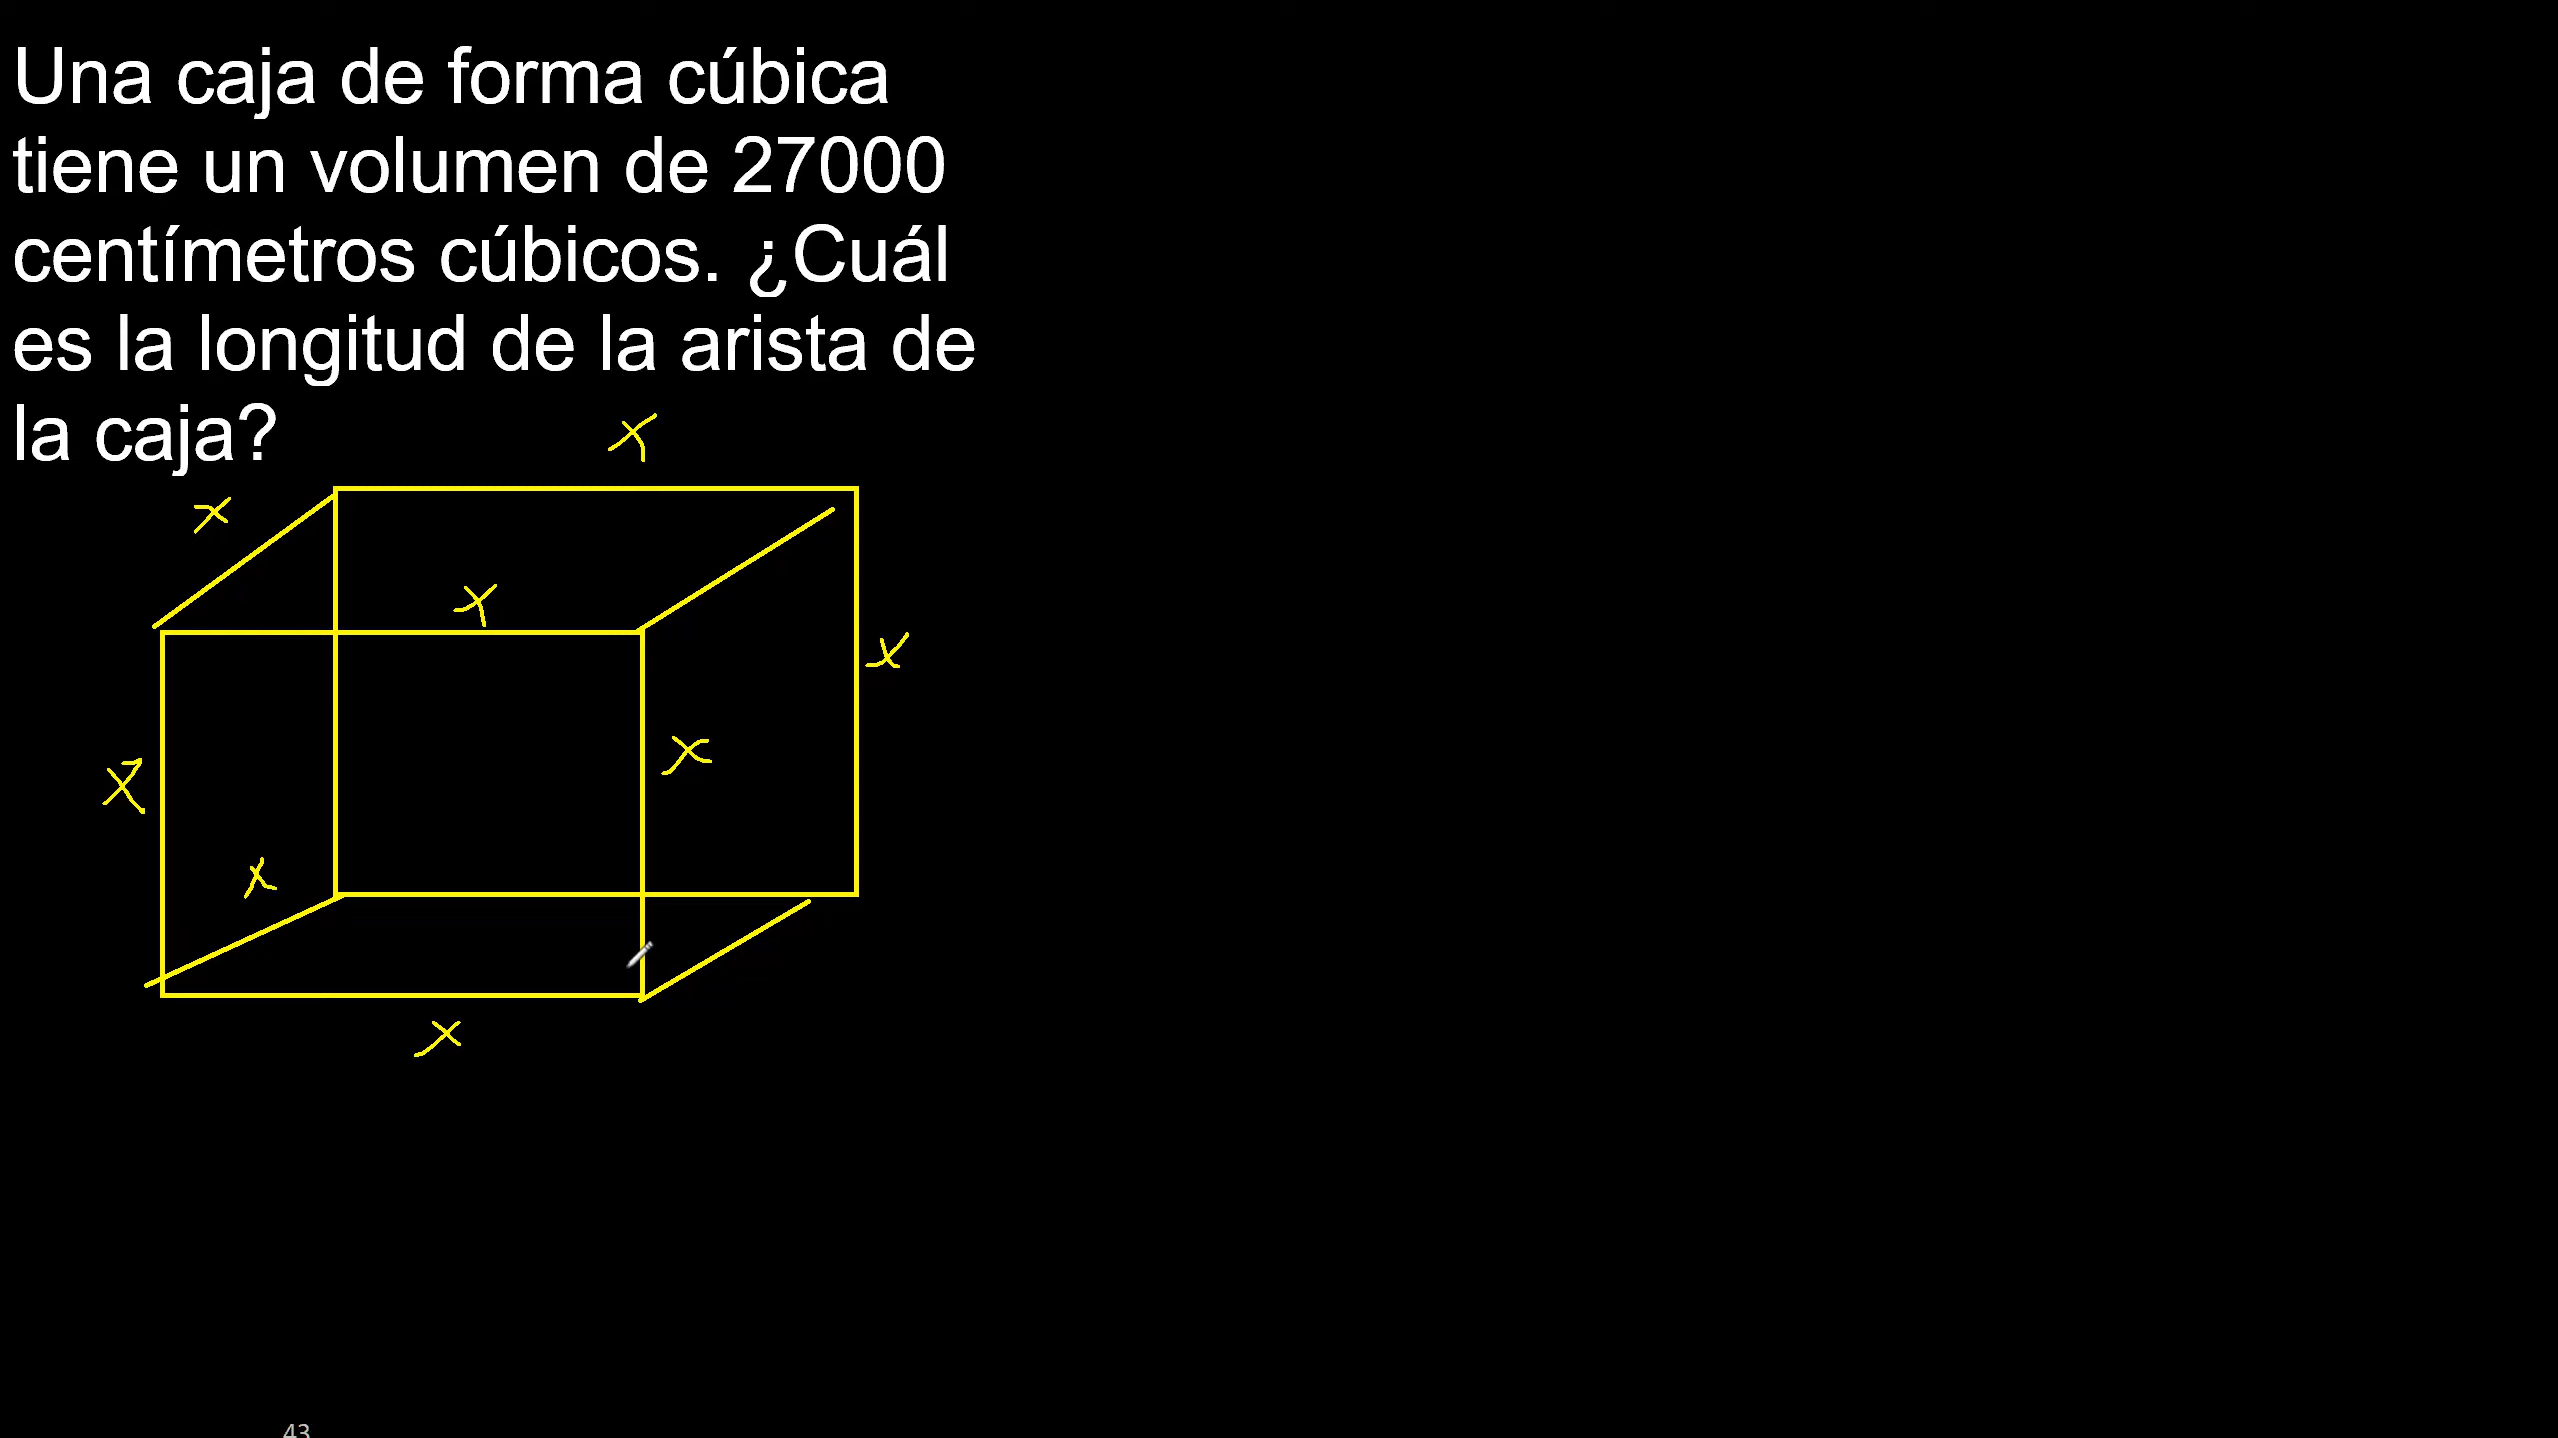 Una caja de forma cúbica
tiene un volumen de 27000
centímetros cúbicos. ¿Cuál
es la longitud de la arista de
la caja?
x
x
x
x
x
x
x
x
43